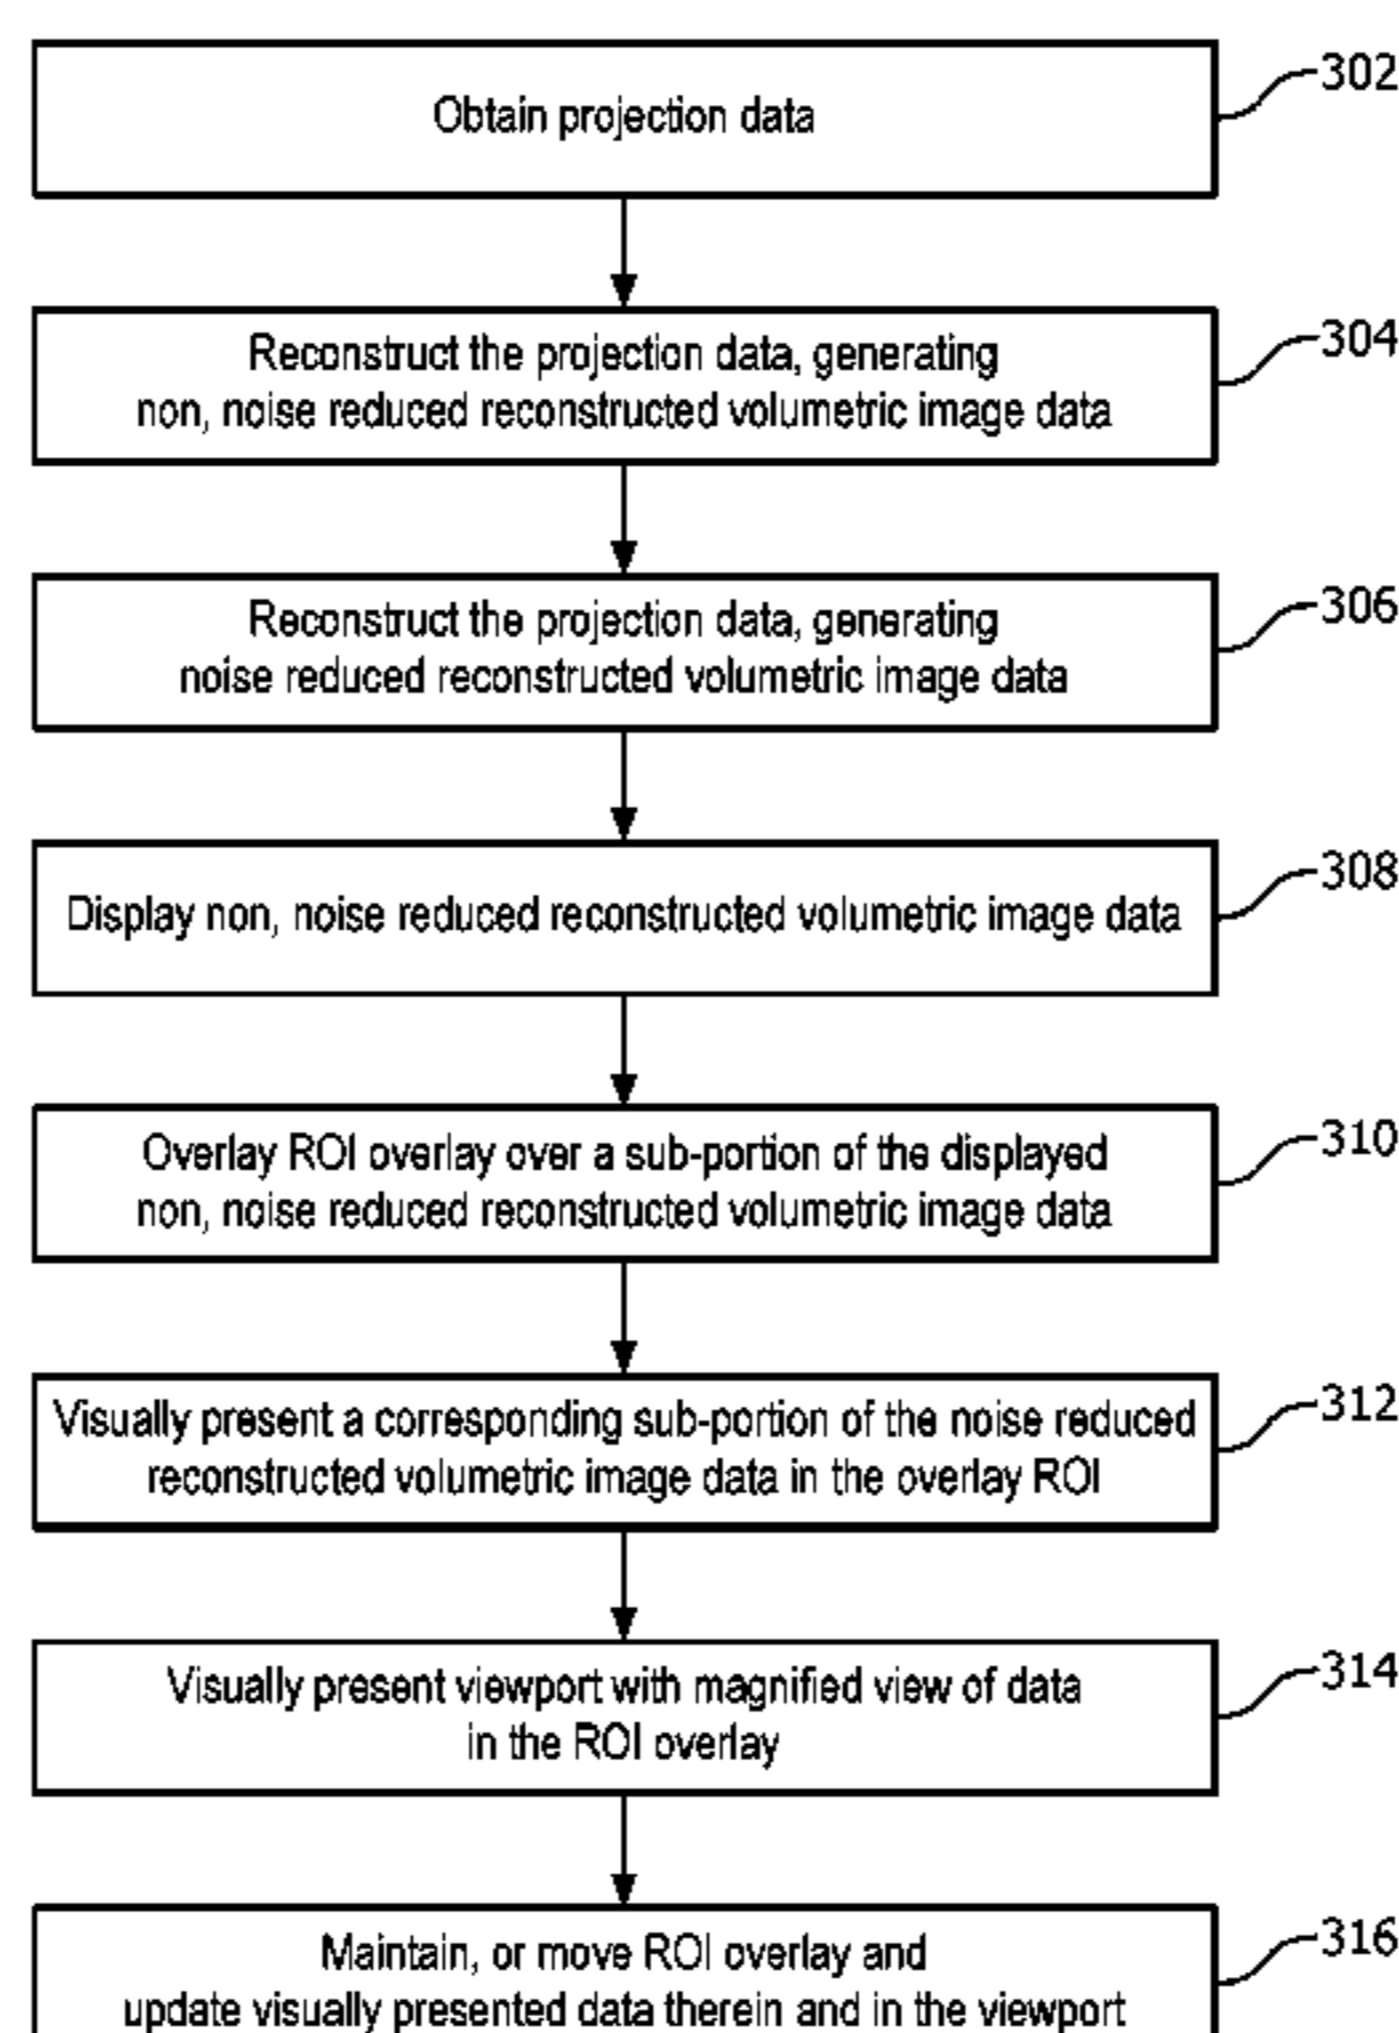 Obtain projection data
302
Reconstruct the projection data, generating
non, noise reduced reconstructed volumetric image data
304
Reconstruct the projection data, generating
noise reduced reconstructed volumetric image data
306
Display non, noise reduced reconstructed volumetric image data
308
Overlay ROI overlay over a sub-portion of the displayed
non, noise reduced reconstructed volumetric image data
310
Visually present a corresponding sub-portion of the noise reduced
reconstructed volumetric image data in the overlay ROI
312
Visually present viewport with magnified view of data
in the ROI overlay
314
Maintain, or move ROI overlay and
update visually presented data therein and in the viewport
316